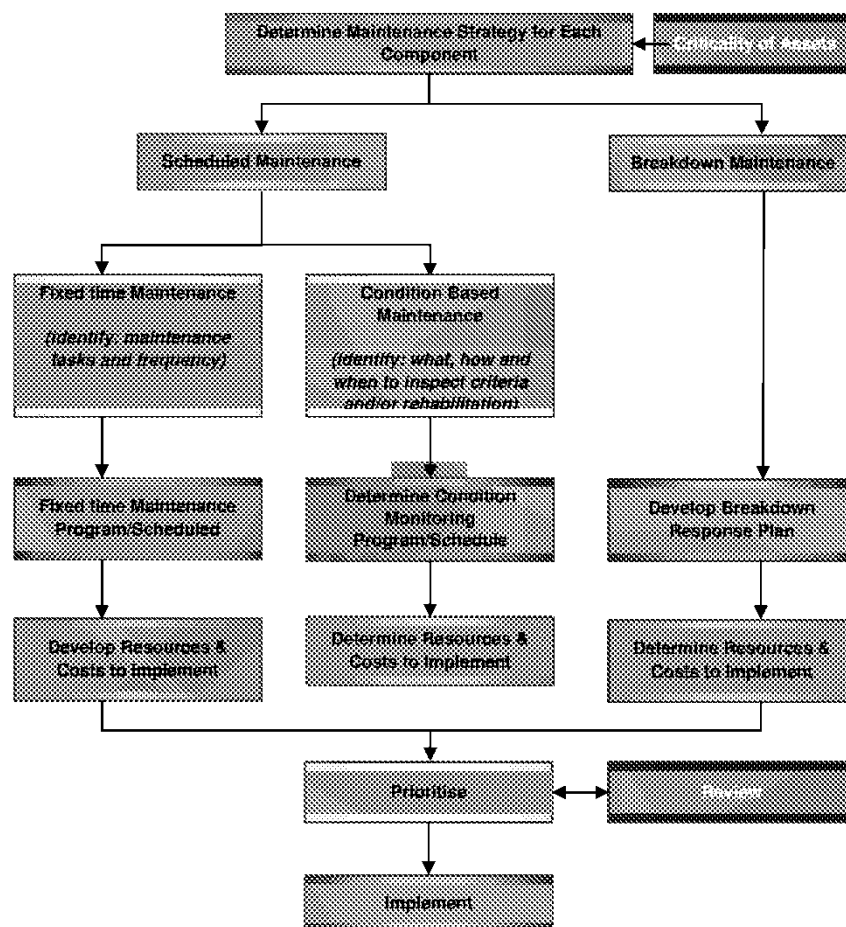 Determine Maintenance Strategy for Each
Component
Criticality of Assets
Scheduled Maintenance
Breakdown Maintenance
Fixed time Maintenance
(identify: maintenance
tasks and frequency)
Condition Based
Maintenance
(identify: what, how and
when to inspect criteria
and/or rehabilitation)
Fixed time Maintenance
Program/Scheduled
Determine Condition
Monitoring
Program/Schedule
Develop Breakdown
Response Plan
Develop Resources &
Costs to Implement
Determine Resources &
Costs to Implement
Determine Resources &
Costs to Implement
Prioritise
Review
Implement